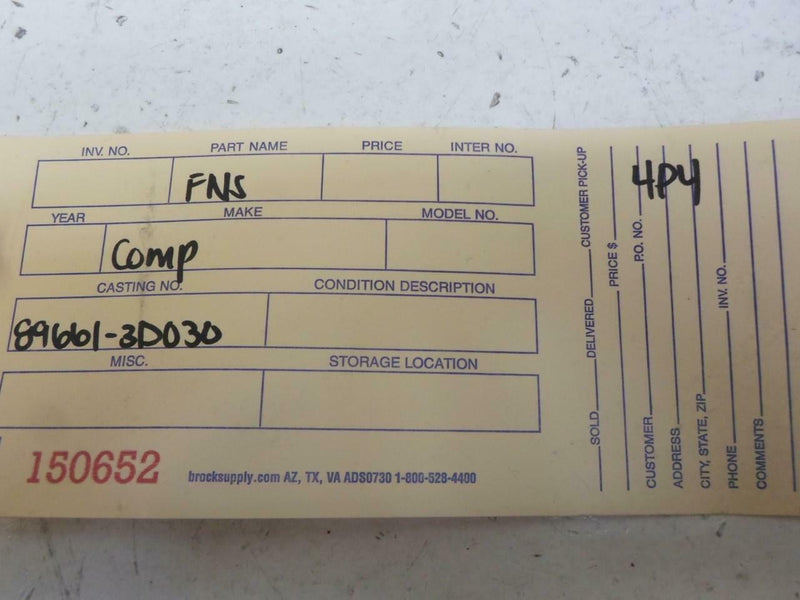 INV. NO. PART NAME PRICE INTER NO.
FNS
YEAR MAKE MODEL NO.
Comp
CASTING NO. CONDITION DESCRIPTION
89661-3D030
MISC. STORAGE LOCATION
150652 brocksupply.com AZ, TX, VA ADS0730 1-800-528-4400
SOLD DELIVERED CUSTOMER PICK-UP
PRICE $
CUSTOMER P.O. NO.
4P4
ADDRESS
CITY, STATE, ZIP
PHONE INV. NO.
COMMENTS